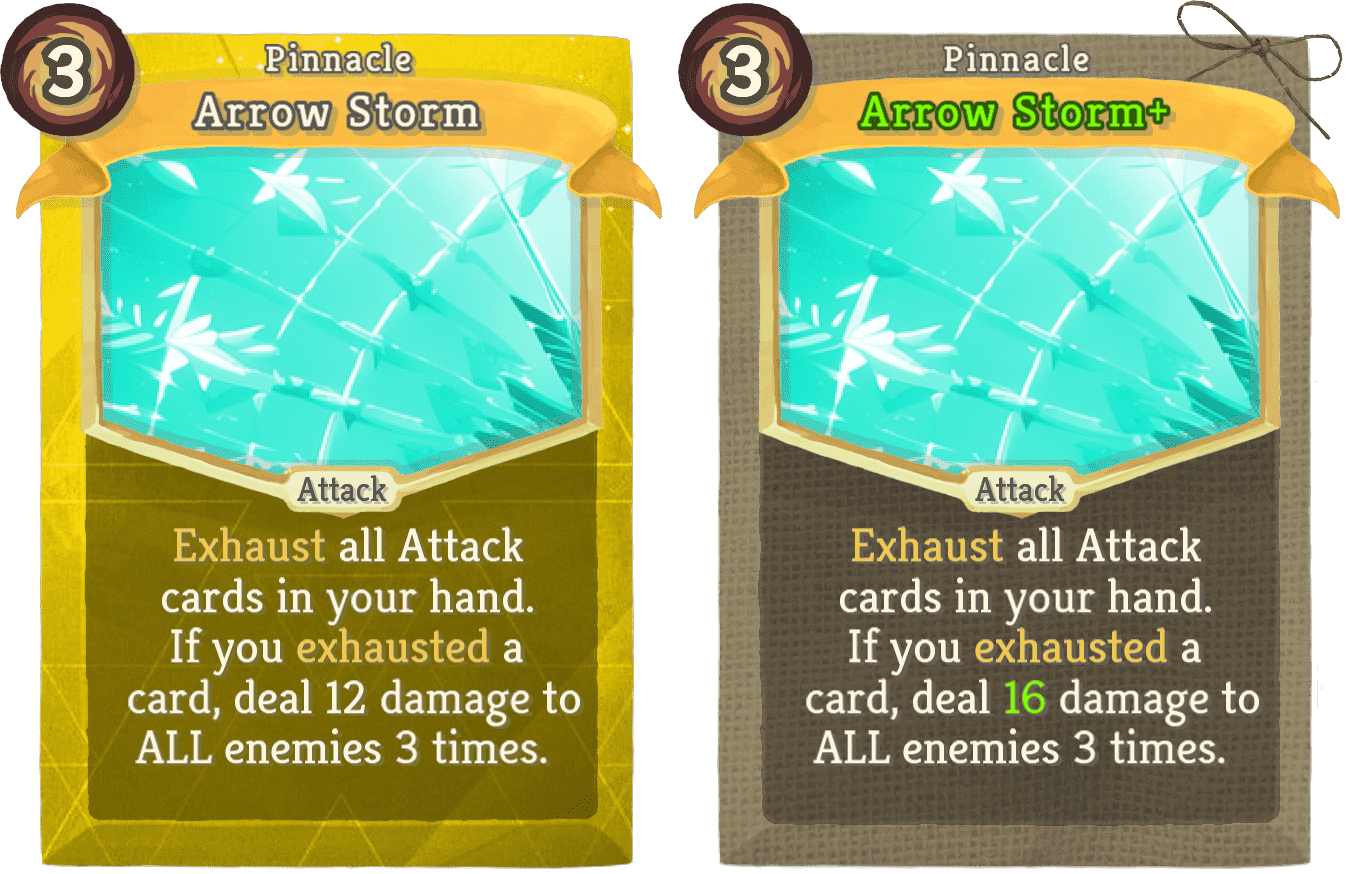 3
Pinnacle
Arrow Storm
Attack
Exhaust all Attack
cards in your hand.
If you exhausted a
card, deal 12 damage to
ALL enemies 3 times.
3
Pinnacle
Arrow Storm+
Attack
Exhaust all Attack
cards in your hand.
If you exhausted a
card, deal 16 damage to
ALL enemies 3 times.